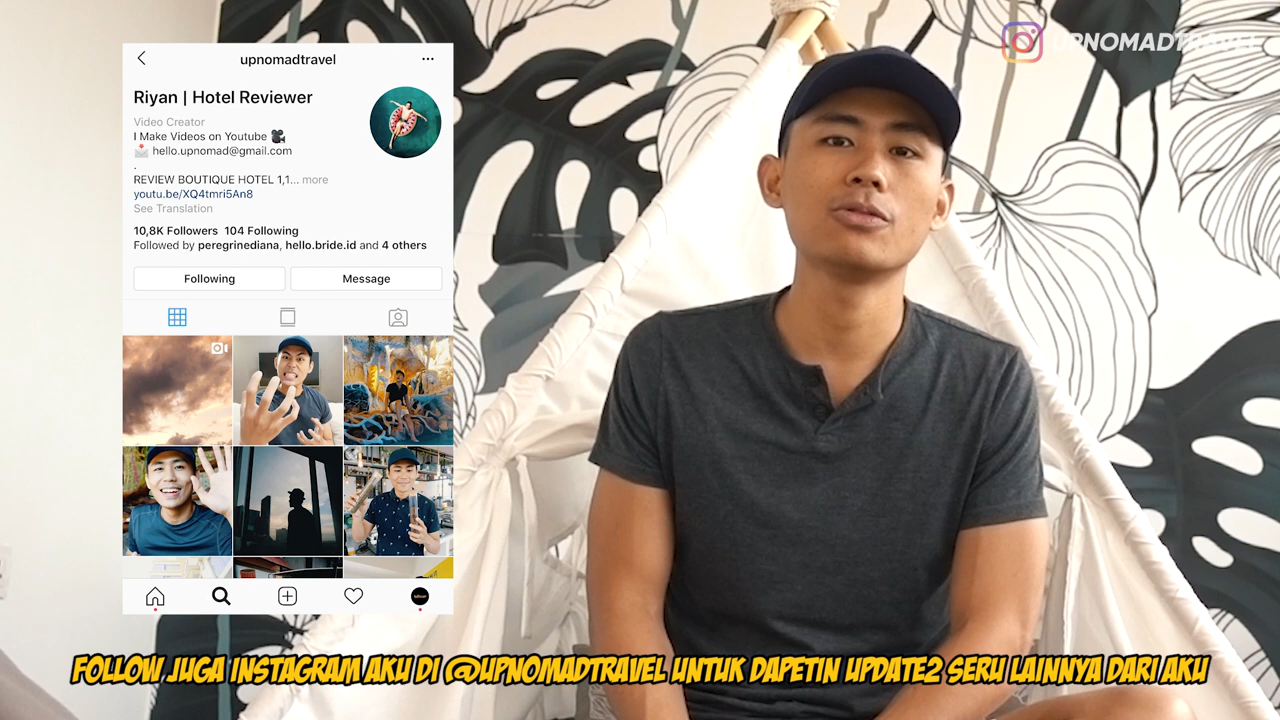 upnomadtravel
Riyan | Hotel Reviewer
Video Creator
I Make Videos on Youtube 🎥
📩 hello.upnomad@gmail.com
.
REVIEW BOUTIQUE HOTEL 1,1... more
youtu.be/XQ4tmri5An8
See Translation
10,8K Followers 104 Following
Followed by peregrinediana, hello.bride.id and 4 others
Following Message
UPNOMADTRAVEL
FOLLOW JUGA INSTAGRAM AKU DI @UPNOMADTRAVEL UNTUK DAPETIN UPDATE2 SERU LAINNYA DARI AKU